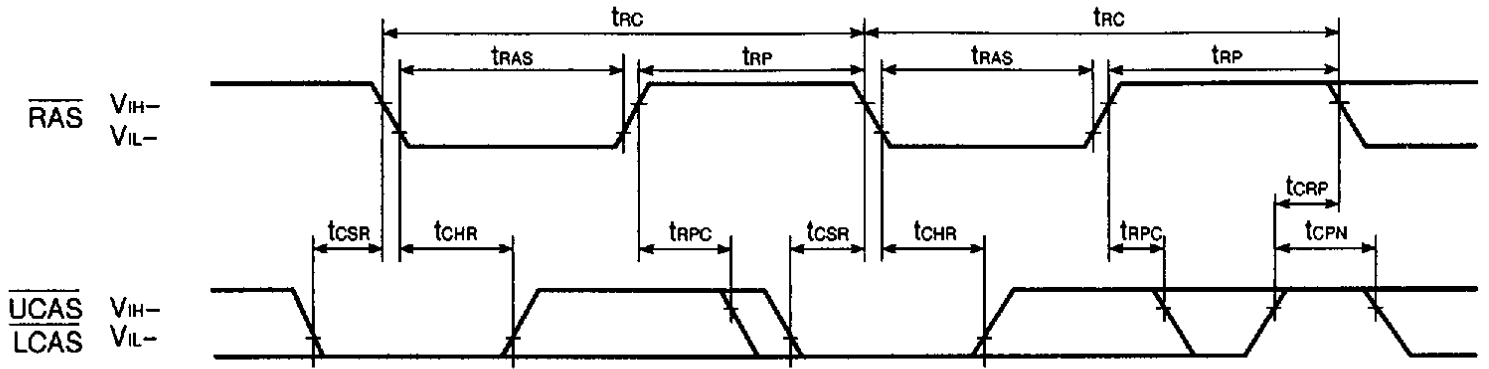 tRC tRC
tRAS tRP tRAS tRP
RAS VIH–
VIL–
tCRP
tCSR tCHR tRPC tCSR tCHR tRPC tCPN
UCAS VIH–
LCAS VIL–